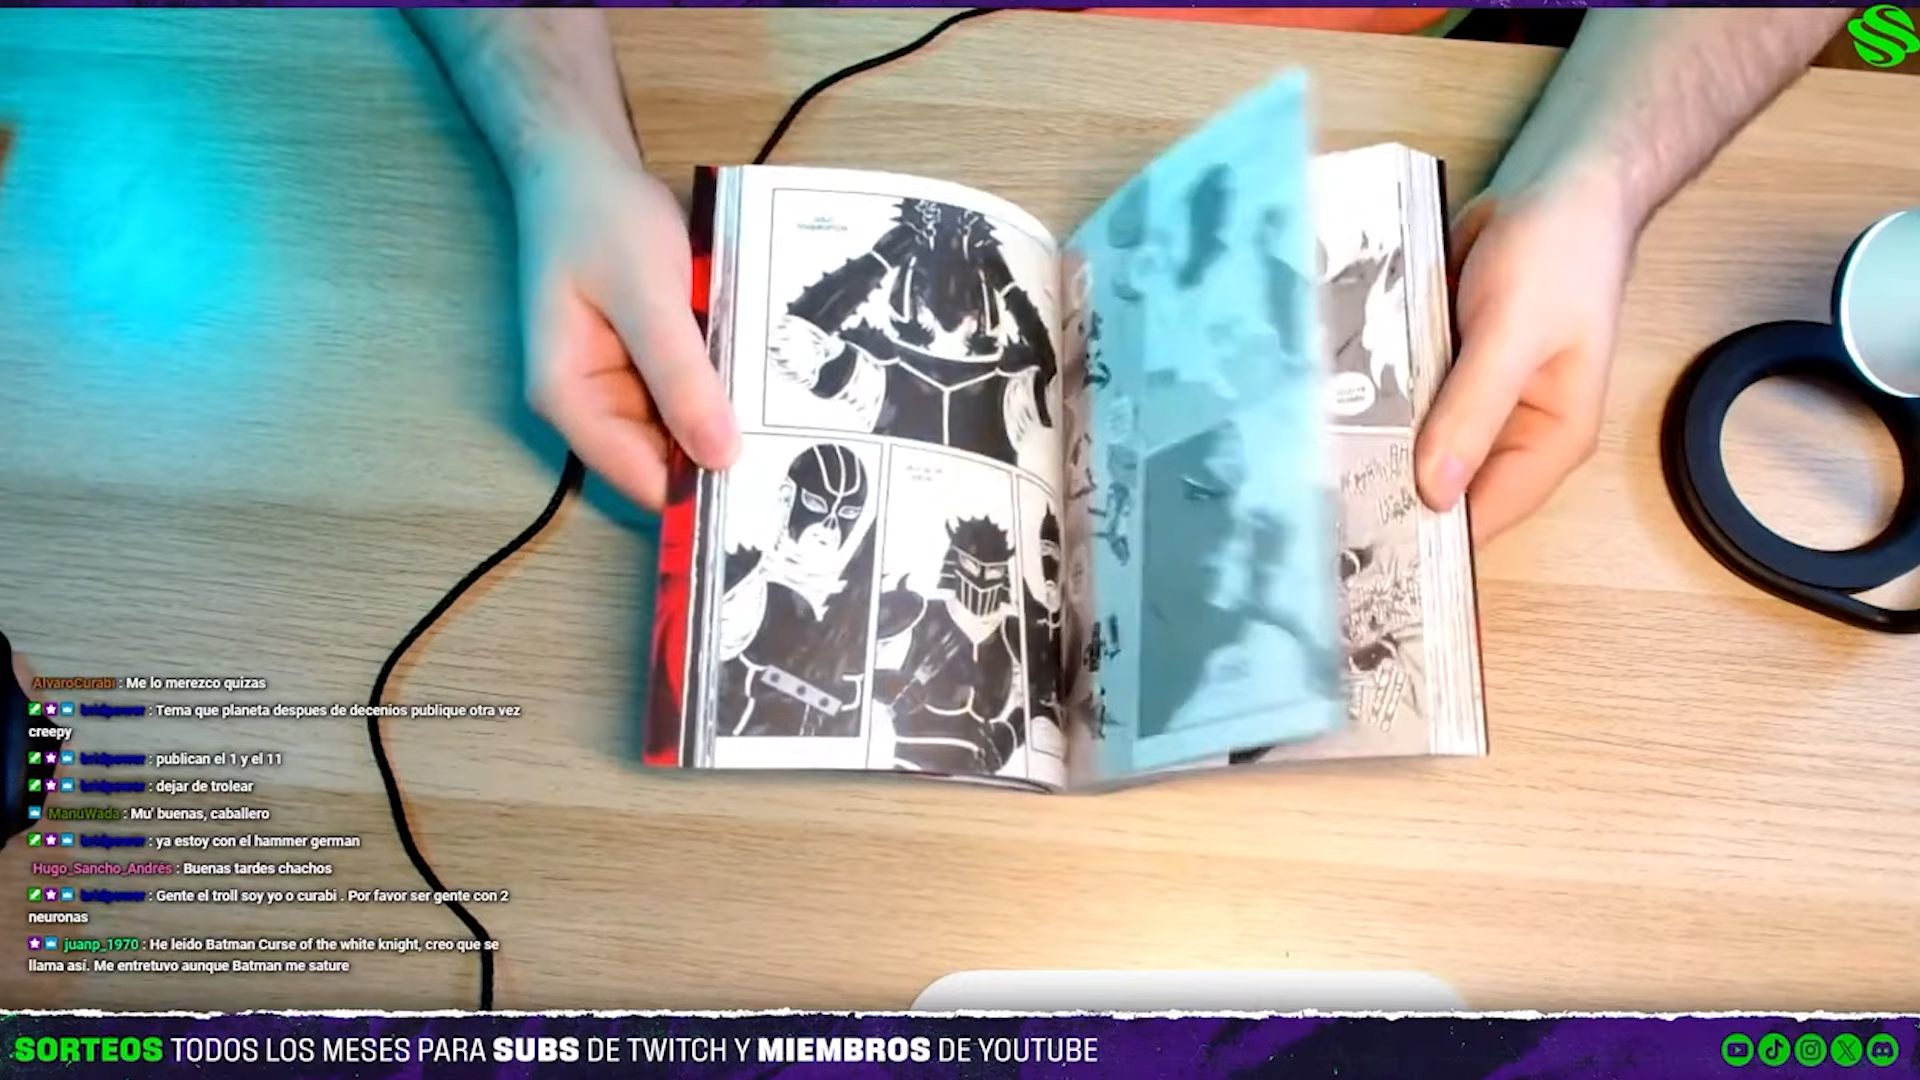 AlvaroCurabi : Me lo merezco quizas
: Tema que planeta despues de decenios publique otra vez
creepy
: publican el 1 y el 11
: dejar de trolear
ManuWada : Mu' buenas, caballero
: ya estoy con el hammer german
Hugo_Sancho_Andrés : Buenas tardes chachos
: Gente el troll soy yo o curabi . Por favor ser gente con 2
neuronas
juanp_1970 : He leido Batman Curse of the white knight, creo que se
llama así. Me entretuvo aunque Batman me sature
SORTEOS TODOS LOS MESES PARA SUBS DE TWITCH Y MIEMBROS DE YOUTUBE